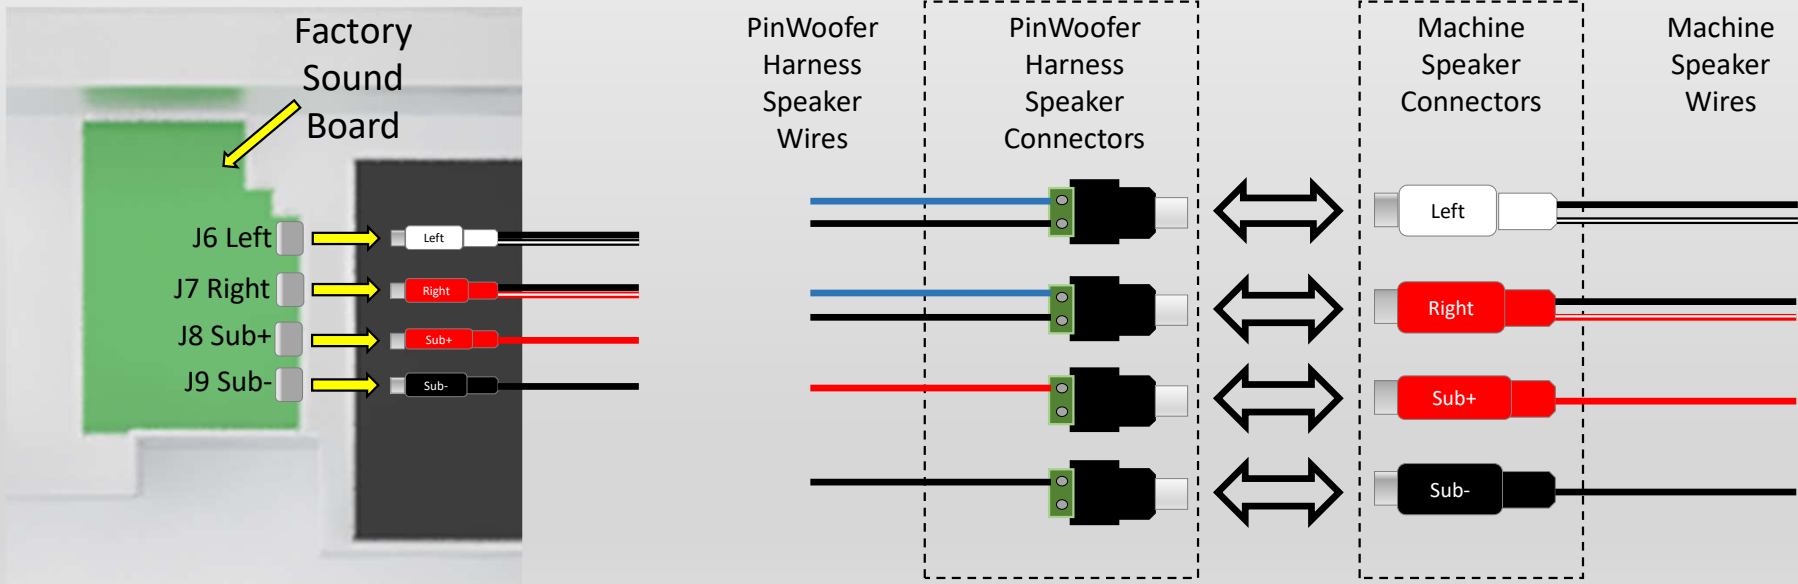 Factory
Sound
Board
J6 Left
J7 Right
J8 Sub+
J9 Sub-
Left
Right
Sub+
Sub-
PinWoofer
Harness
Speaker
Wires
PinWoofer
Harness
Speaker
Connectors
Machine
Speaker
Connectors
Machine
Speaker
Wires
Left
Right
Sub+
Sub-